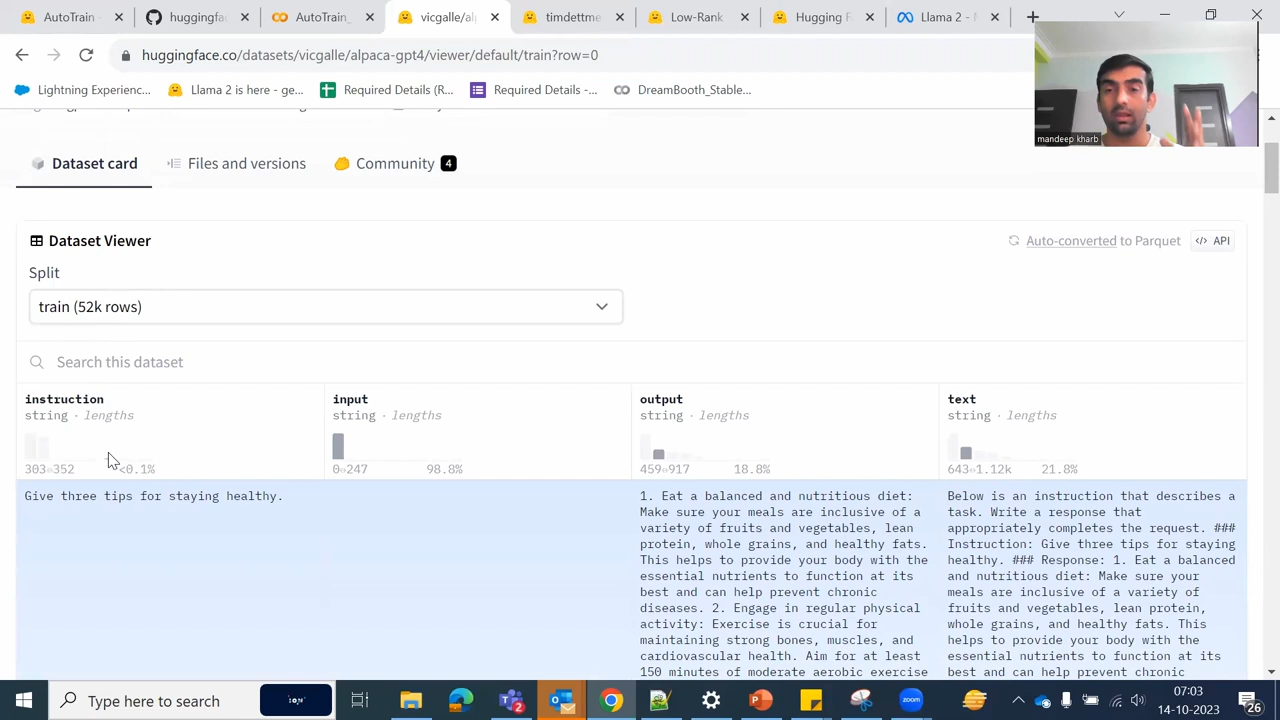 AutoTrain -
huggingfac
AutoTrain_
vicgalle/alp
timdettme
Low-Rank
Hugging F
Llama 2 -
huggingface.co/datasets/vicgalle/alpaca-gpt4/viewer/default/train?row=0
Lightning Experienc...
Llama 2 is here - ge...
Required Details (R...
Required Details -...
DreamBooth_Stable...
mandeep kharb
Dataset card
Files and versions
Community 4
Dataset Viewer
Auto-converted to Parquet
</> API
Split
train (52k rows)
Search this dataset
instruction
string · lengths
303↔352 <0.1%
input
string · lengths
0↔247 98.8%
output
string · lengths
459↔917 18.8%
text
string · lengths
643↔1.12k 21.8%
Give three tips for staying healthy.
1. Eat a balanced and nutritious diet:
Make sure your meals are inclusive of a
variety of fruits and vegetables, lean
protein, whole grains, and healthy fats.
This helps to provide your body with the
essential nutrients to function at its
best and can help prevent chronic
diseases. 2. Engage in regular physical
activity: Exercise is crucial for
maintaining strong bones, muscles, and
cardiovascular health. Aim for at least
150 minutes of moderate aerobic exercise
Below is an instruction that describes a
task. Write a response that
appropriately completes the request. ###
Instruction: Give three tips for staying
healthy. ### Response: 1. Eat a balanced
and nutritious diet: Make sure your
meals are inclusive of a variety of
fruits and vegetables, lean protein,
whole grains, and healthy fats. This
helps to provide your body with the
essential nutrients to function at its
best and can help prevent chronic
Type here to search
07:03
14-10-2023
26